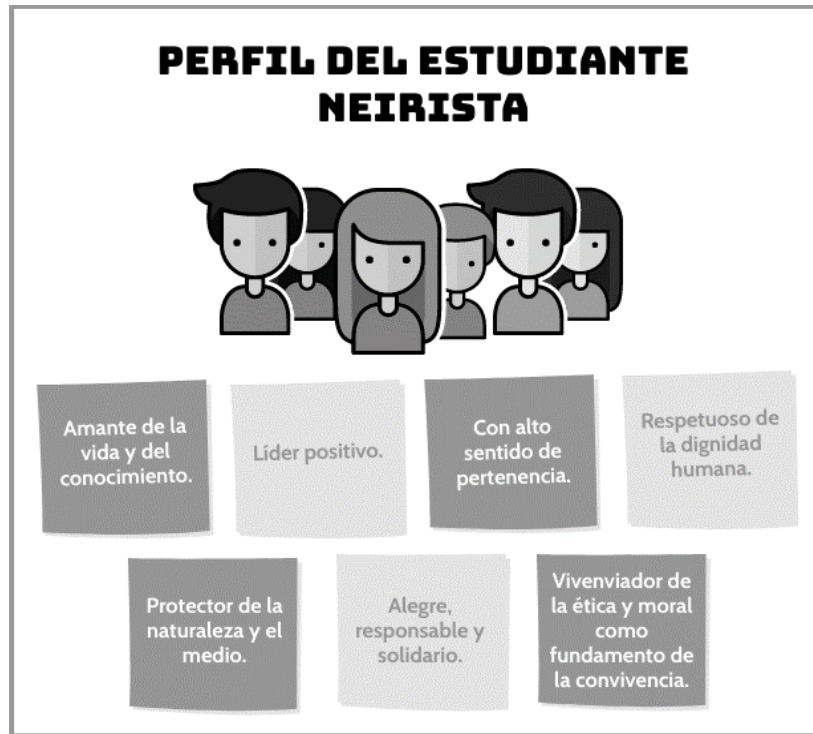 PERFIL DEL ESTUDIANTE
NEIRISTA
Amante de la
vida y del
conocimiento.
Líder positivo.
Con alto
sentido de
pertenencia.
Respetuoso de
la dignidad
humana.
Protector de la
naturaleza y el
medio.
Alegre,
responsable y
solidario.
Vivenviador de
la ética y moral
como
fundamento de
la convivencia.